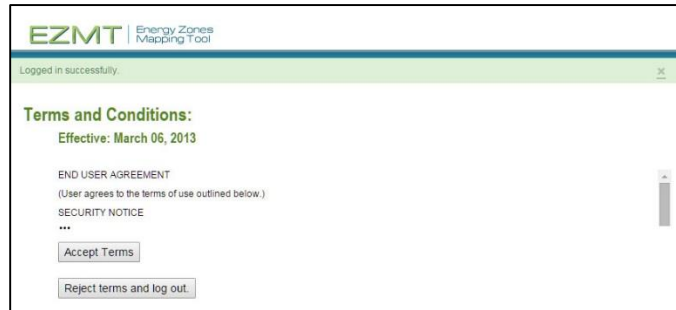 EZMT Energy Zones
Mapping Tool
Logged in successfully. x
Terms and Conditions:
Effective: March 06, 2013
END USER AGREEMENT
(User agrees to the terms of use outlined below.)
SECURITY NOTICE
...
Accept Terms
Reject terms and log out.